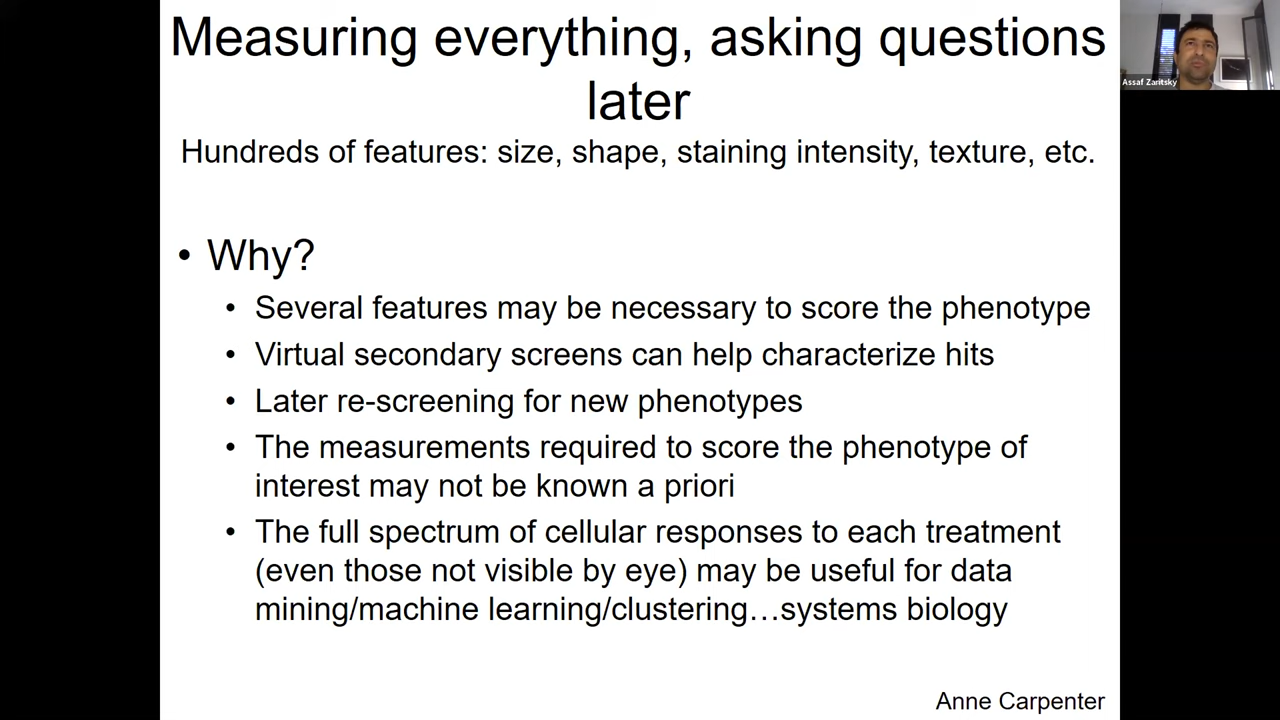 Measuring everything, asking questions
later
Hundreds of features: size, shape, staining intensity, texture, etc.
Assaf Zaritsky
• Why?
• Several features may be necessary to score the phenotype
• Virtual secondary screens can help characterize hits
• Later re-screening for new phenotypes
• The measurements required to score the phenotype of
interest may not be known a priori
• The full spectrum of cellular responses to each treatment
(even those not visible by eye) may be useful for data
mining/machine learning/clustering…systems biology
Anne Carpenter